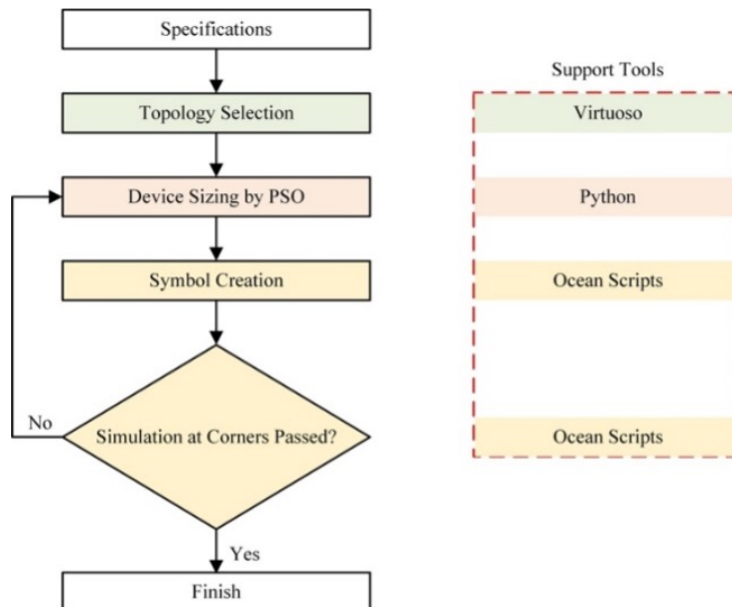 Specifications
Support Tools
Topology Selection
Virtuoso
Device Sizing by PSO
Python
Symbol Creation
Ocean Scripts
No
Simulation at Corners Passed?
Ocean Scripts
Yes
Finish